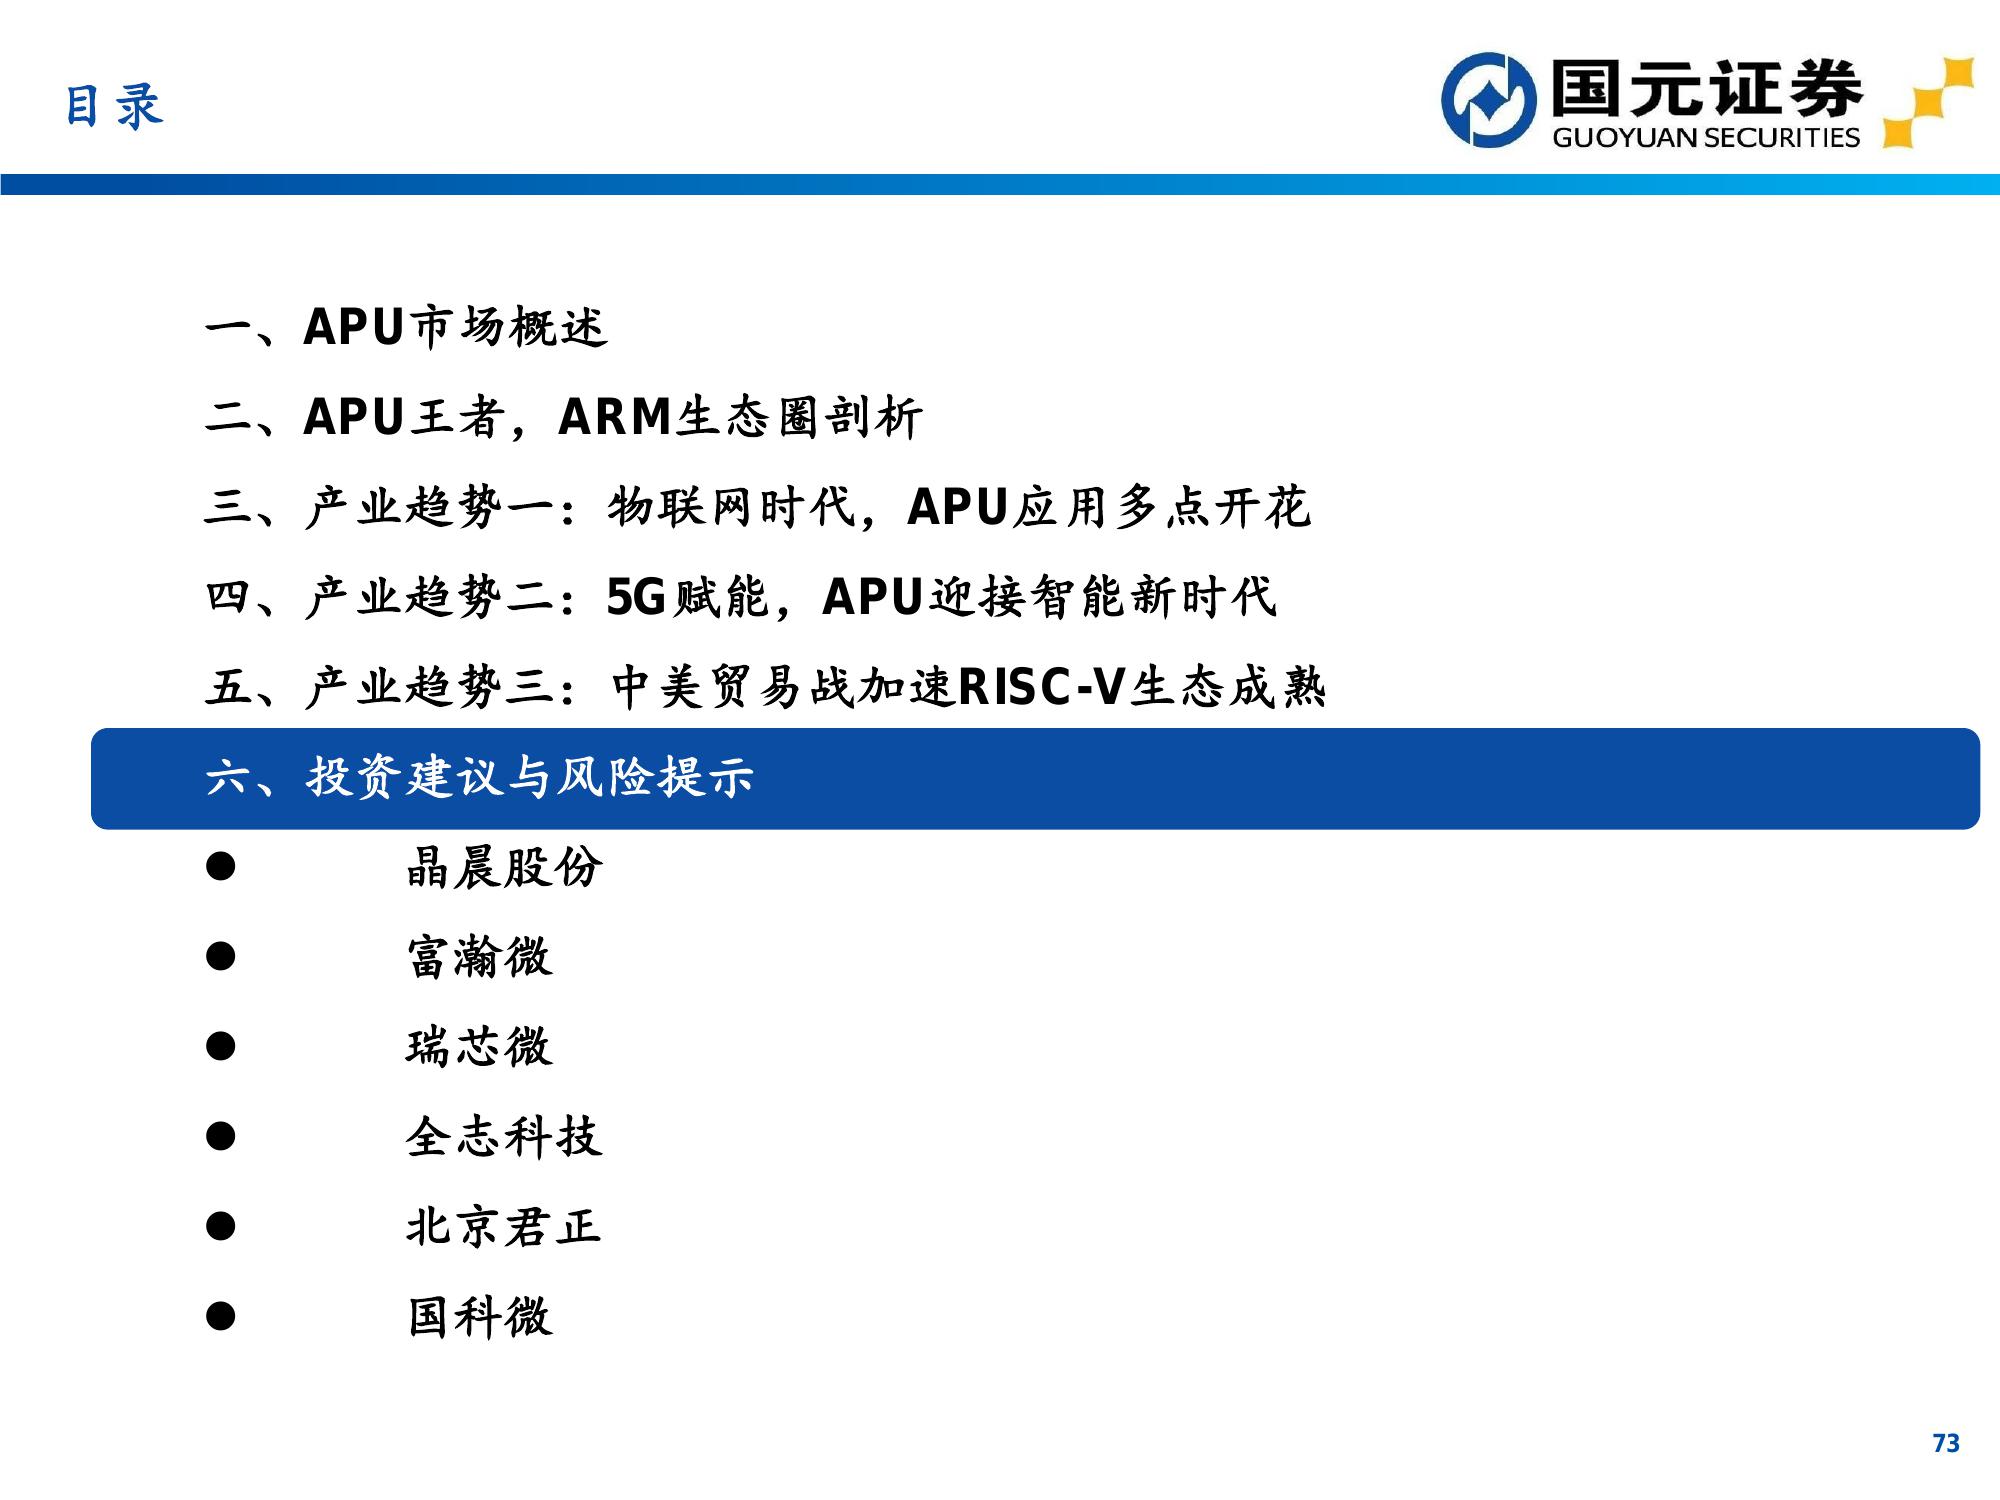 目录
国元证券
GUOYUAN SECURITIES
一、APU市场概述
二、APU王者，ARM生态圈剖析
三、产业趋势一：物联网时代，APU应用多点开花
四、产业趋势二：5G赋能，APU迎接智能新时代
五、产业趋势三：中美贸易战加速RISC-V生态成熟
六、投资建议与风险提示
● 晶晨股份
● 富瀚微
● 瑞芯微
● 全志科技
● 北京君正
● 国科微
73